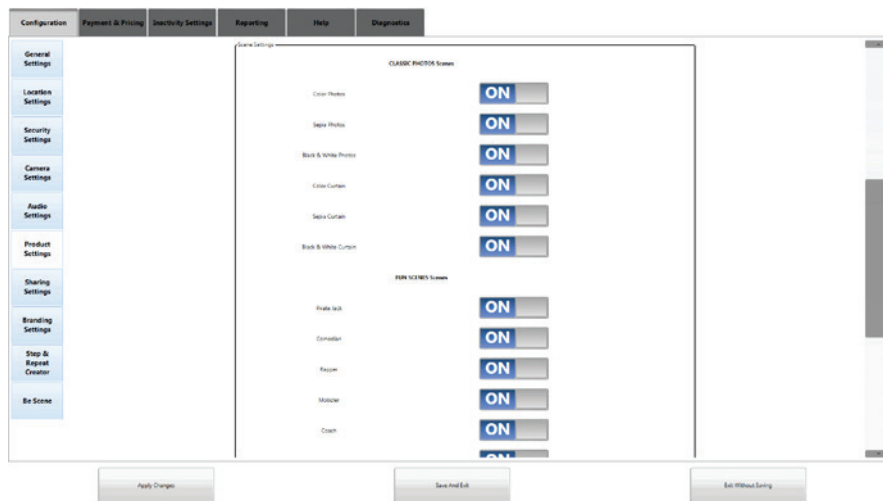 Configuration
Payment & Pricing
Inactivity Settings
Reporting
Help
Diagnostics
General
Settings
Location
Settings
Security
Settings
Camera
Settings
Audio
Settings
Product
Settings
Sharing
Settings
Branding
Settings
Step &
Repeat
Creator
Be Scene
Scene Settings
CLASSIC PHOTOS Scenes
Color Photos ON
Sepia Photos ON
Black & White Photos ON
Color Curtain ON
Sepia Curtain ON
Black & White Curtain ON
FUN SCENES Scenes
Pirate Jack ON
Comedian ON
Rapper ON
Mobster ON
Coach ON
ON
Apply Changes
Save And Exit
Exit Without Saving